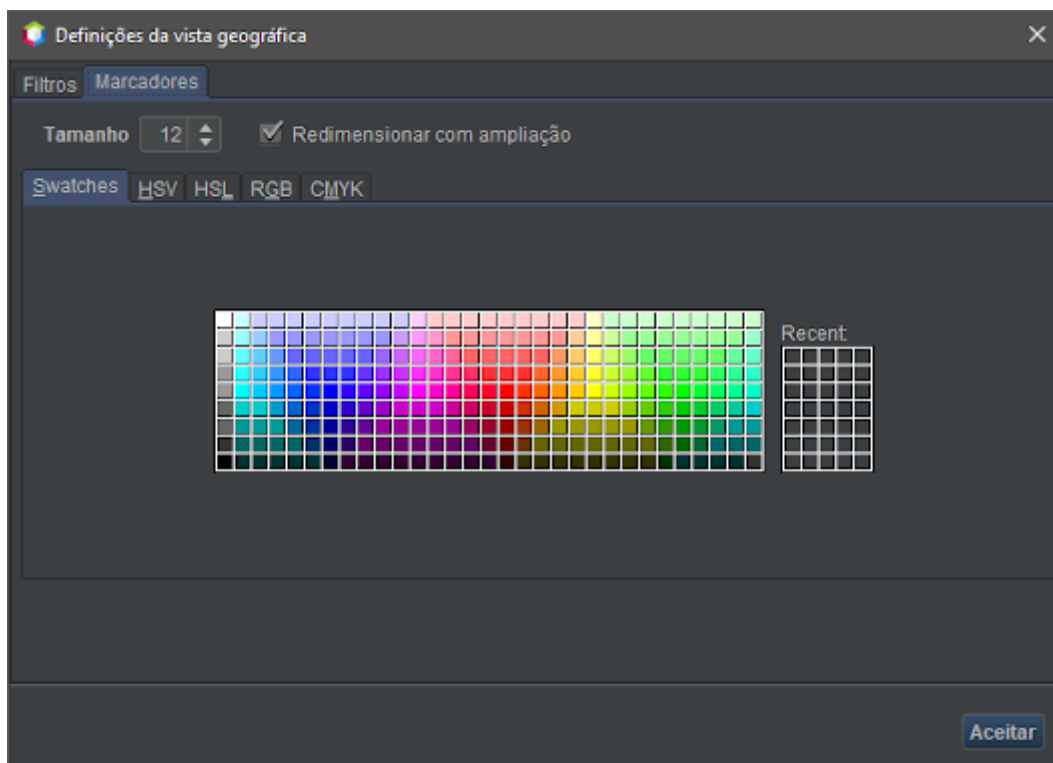 Definições da vista geográfica
Filtros Marcadores
Tamanho 12 Redimensionar com ampliação
Swatches HSV HSL RGB CMYK
Recent:
Aceitar